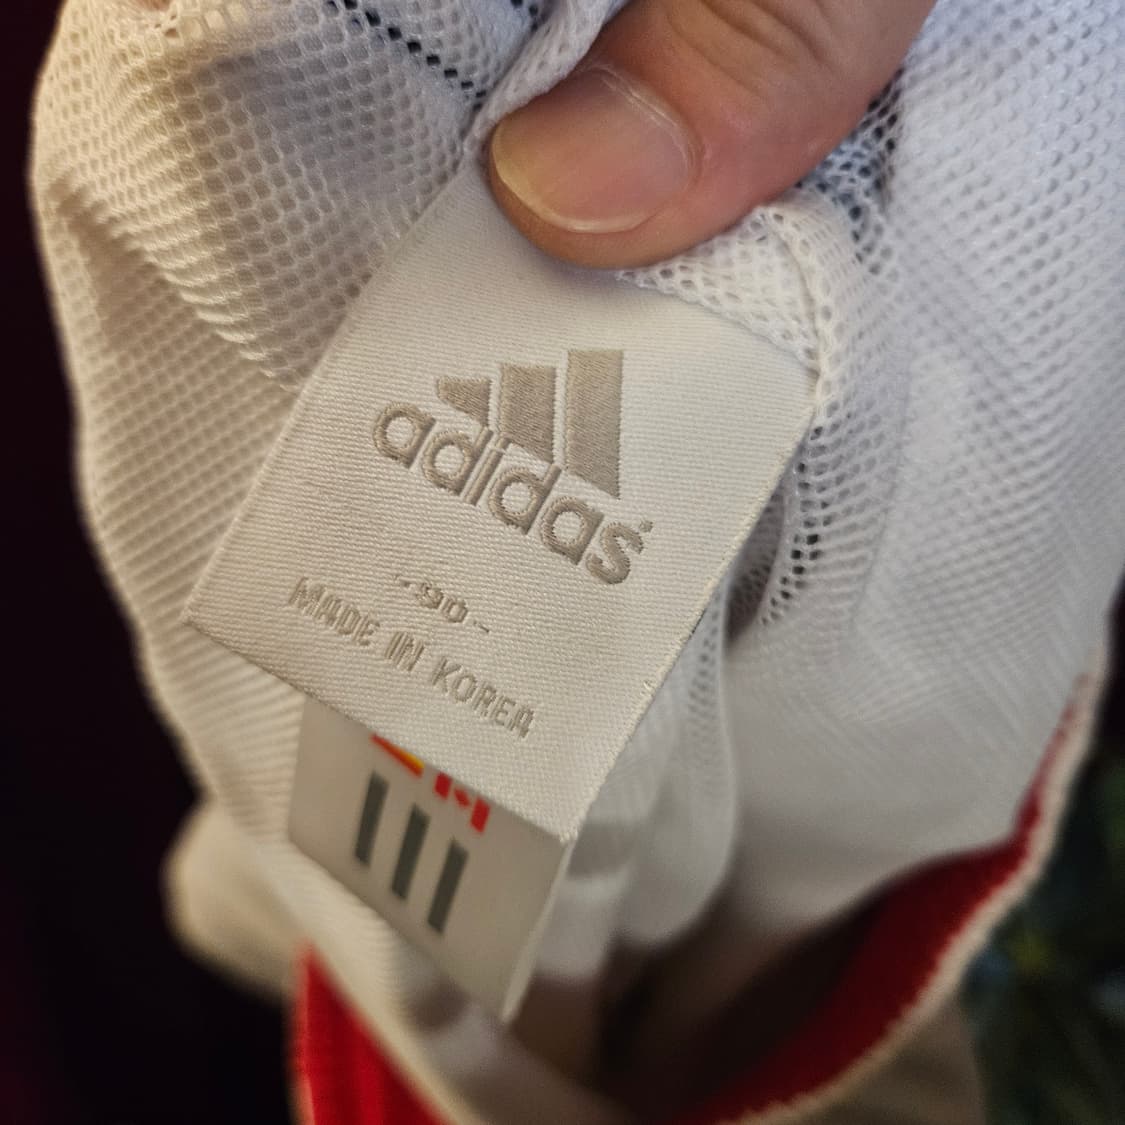 adidas
-90-
MADE IN KOREA